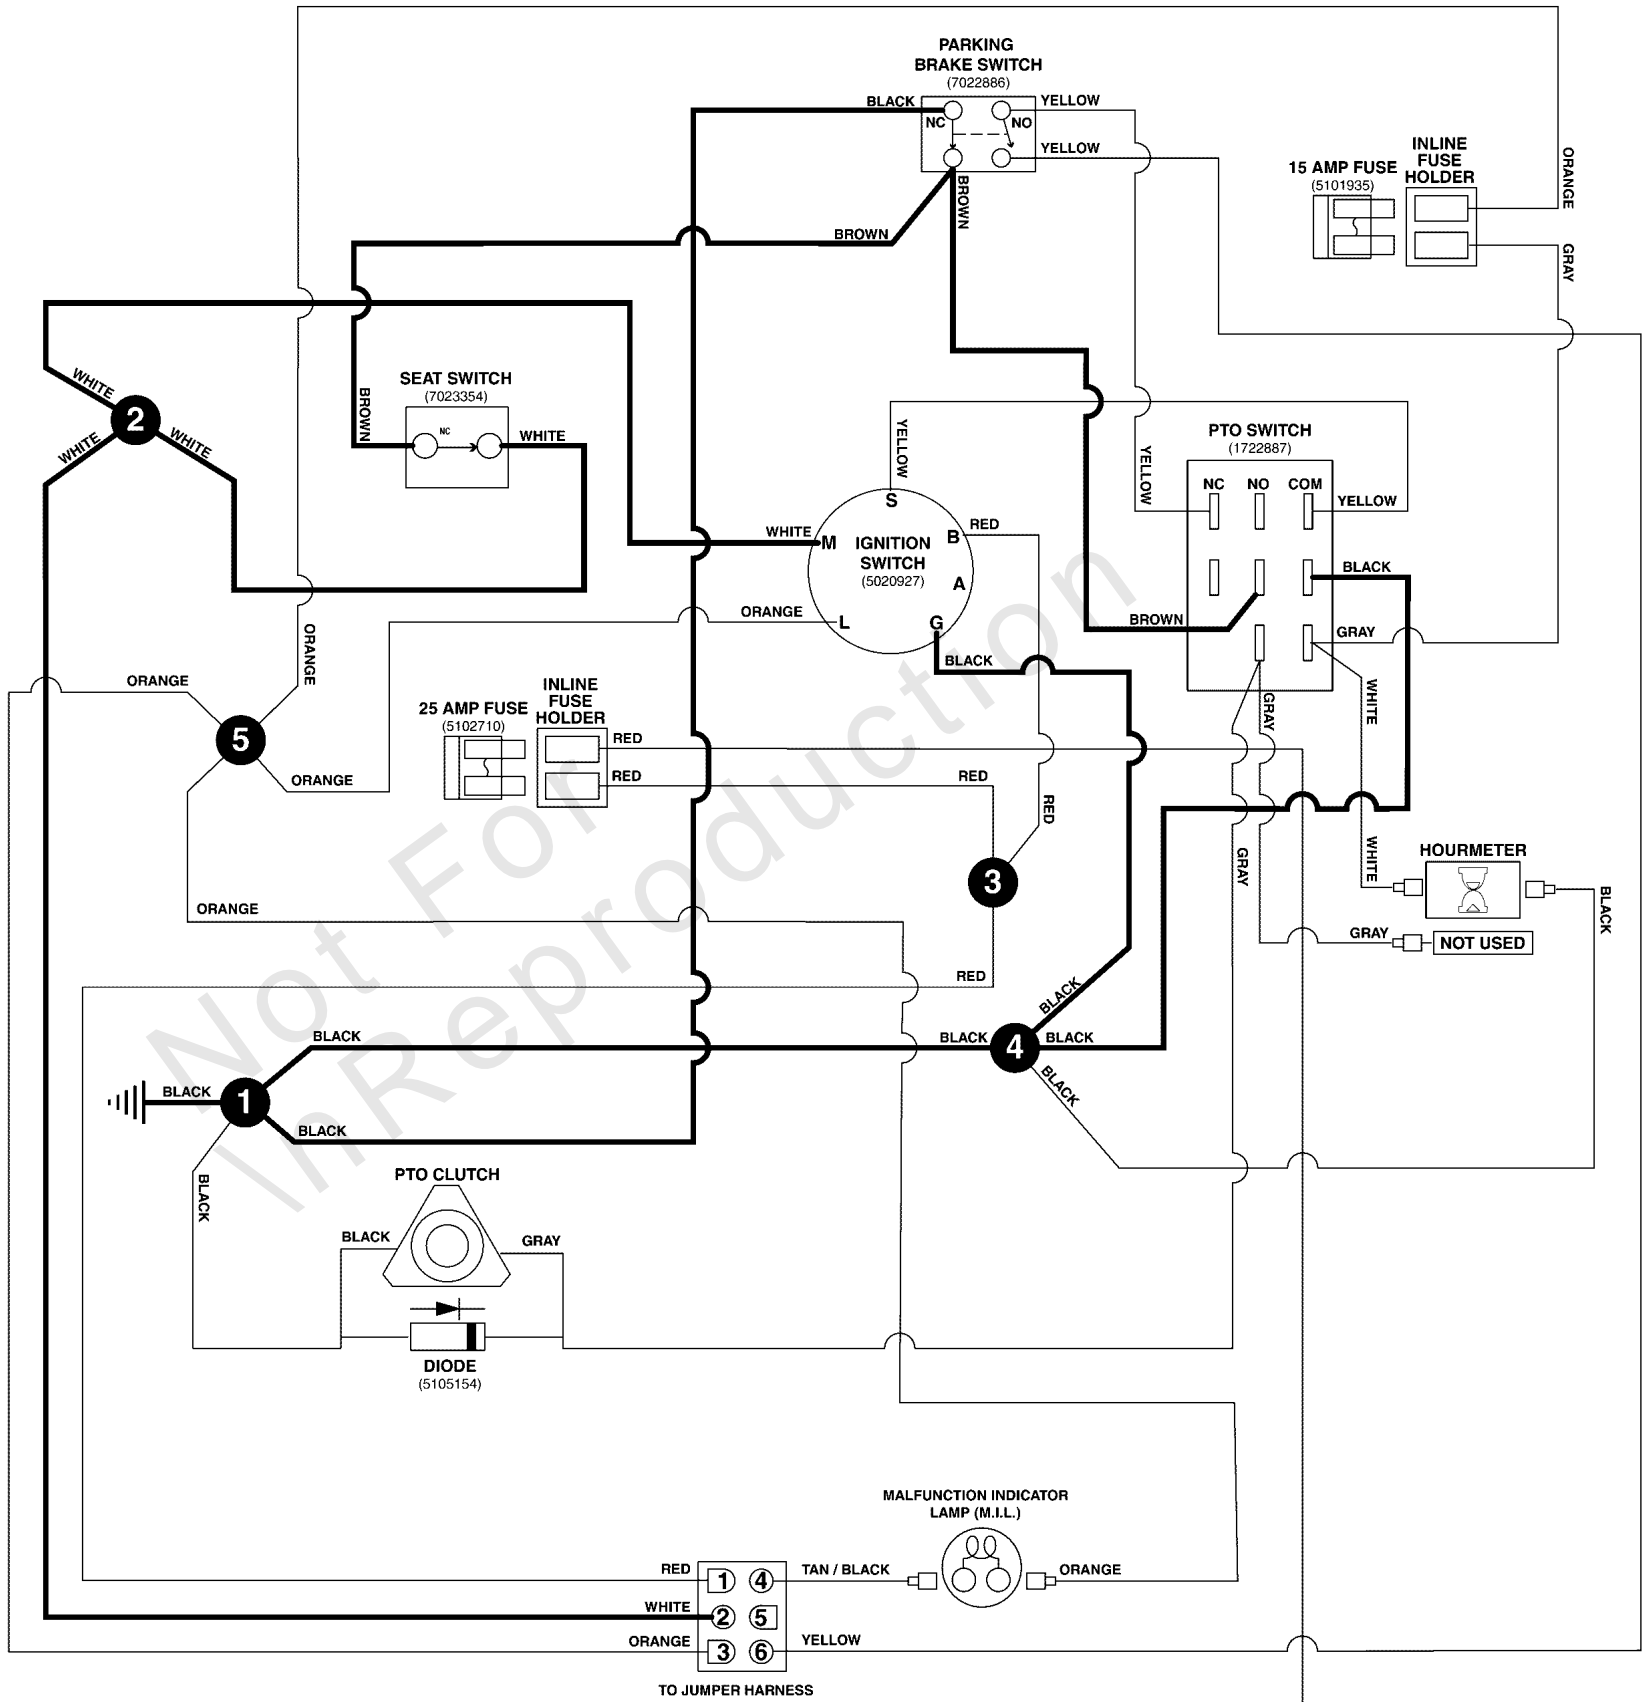 PARKING
BRAKE SWITCH
(7022886)
BLACK
NC
NO
YELLOW
YELLOW
BROWN
BROWN
15 AMP FUSE
(5101935)
INLINE
FUSE
HOLDER
ORANGE
GRAY
WHITE
2
WHITE
WHITE
BROWN
SEAT SWITCH
(7023354)
NC
WHITE
YELLOW
YELLOW
PTO SWITCH
(1722887)
NC
NO
COM
YELLOW
BLACK
BROWN
GRAY
WHITE
GRAY
WHITE
M
S
B
A
G
L
IGNITION
SWITCH
(5020927)
RED
BLACK
ORANGE
ORANGE
ORANGE
5
ORANGE
ORANGE
25 AMP FUSE
(5102710)
INLINE
FUSE
HOLDER
RED
RED
RED
RED
3
RED
GRAY
WHITE
HOURMETER
BLACK
GRAY
NOT USED
Not For
\nReproduction
BLACK
BLACK
4
BLACK
BLACK
BLACK
BLACK
1
BLACK
BLACK
PTO CLUTCH
BLACK
GRAY
DIODE
(5105154)
MALFUNCTION INDICATOR
LAMP (M.I.L.)
RED
1
4
TAN / BLACK
ORANGE
WHITE
2
5
ORANGE
3
6
YELLOW
TO JUMPER HARNESS